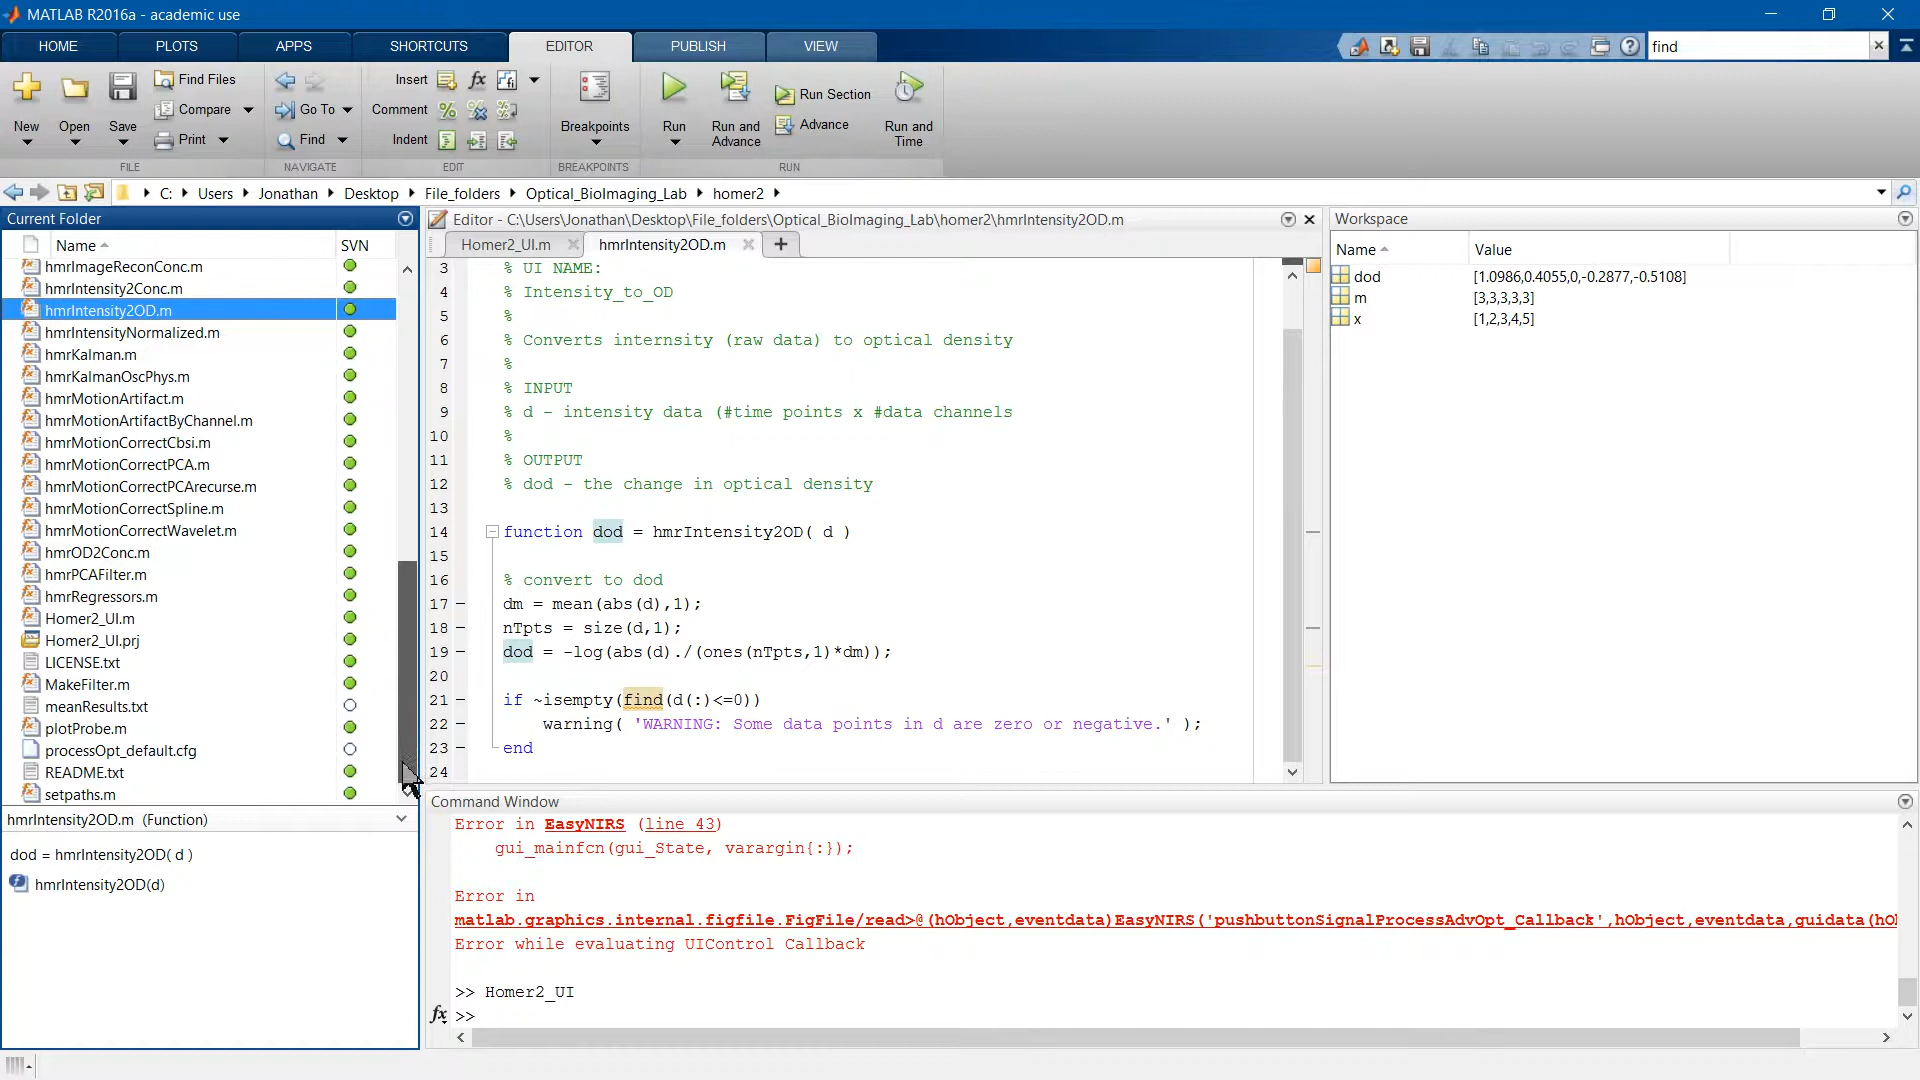 MATLAB R2016a - academic use
HOME PLOTS APPS SHORTCUTS EDITOR PUBLISH VIEW
find
New Open Save Find Files Compare Print
Go To Find
Insert fx
Comment
Indent
Breakpoints
Run Run and Advance Run Section Advance Run and Time
FILE NAVIGATE EDIT BREAKPOINTS RUN
C: Users Jonathan Desktop File_folders Optical_BioImaging_Lab homer2
Current Folder
Name SVN
hmrImageReconConc.m
hmrIntensity2Conc.m
hmrIntensity2OD.m
hmrIntensityNormalized.m
hmrKalman.m
hmrKalmanOscPhys.m
hmrMotionArtifact.m
hmrMotionArtifactByChannel.m
hmrMotionCorrectCbsi.m
hmrMotionCorrectPCA.m
hmrMotionCorrectPCArecurse.m
hmrMotionCorrectSpline.m
hmrMotionCorrectWavelet.m
hmrOD2Conc.m
hmrPCAFilter.m
hmrRegressors.m
Homer2_UI.m
Homer2_UI.prj
LICENSE.txt
MakeFilter.m
meanResults.txt
plotProbe.m
processOpt_default.cfg
README.txt
setpaths.m
hmrIntensity2OD.m (Function)
dod = hmrIntensity2OD( d )
hmrIntensity2OD(d)
Editor - C:\Users\Jonathan\Desktop\File_folders\Optical_BioImaging_Lab\homer2\hmrIntensity2OD.m
Homer2_UI.m hmrIntensity2OD.m
3 % UI NAME:
4 % Intensity_to_OD
5 %
6 % Converts internsity (raw data) to optical density
7 %
8 % INPUT
9 % d - intensity data (#time points x #data channels
10 %
11 % OUTPUT
12 % dod - the change in optical density
13
14 function dod = hmrIntensity2OD( d )
15
16 % convert to dod
17 dm = mean(abs(d),1);
18 nTpts = size(d,1);
19 dod = -log(abs(d)./(ones(nTpts,1)*dm));
20
21 if ~isempty(find(d(:)<=0))
22 warning( 'WARNING: Some data points in d are zero or negative.' );
23 end
24
Workspace
Name Value
dod [1.0986,0.4055,0,-0.2877,-0.5108]
m [3,3,3,3,3]
x [1,2,3,4,5]
Command Window
Error in EasyNIRS (line 43)
gui_mainfcn(gui_State, varargin{:});
Error in
matlab.graphics.internal.figfile.FigFile/read>@(hObject,eventdata)EasyNIRS('pushbuttonSignalProcessAdvOpt_Callback',hObject,eventdata,guidata(hOb
Error while evaluating UIControl Callback
>> Homer2_UI
fx >>